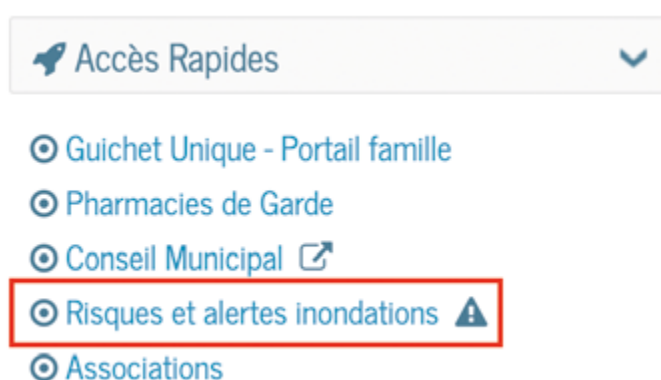 Accès Rapides
Guichet Unique - Portail famille
Pharmacies de Garde
Conseil Municipal
Risques et alertes inondations
Associations